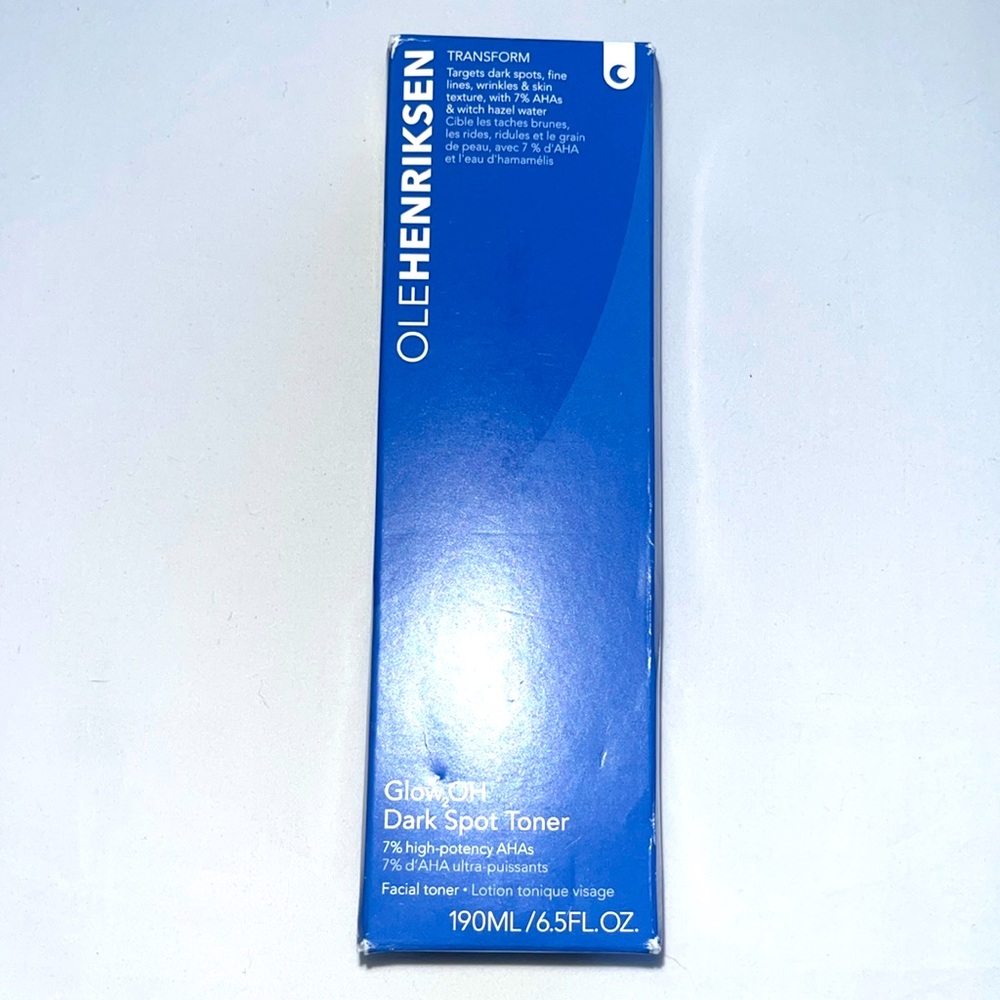 OLEHENRIKSEN
TRANSFORM
Targets dark spots, fine
lines, wrinkles & skin
texture, with 7% AHAs
& witch hazel water
Cible les taches brunes,
les rides, ridules et le grain
de peau, avec 7 % d'AHA
et l'eau d'hamamélis
Glow₂OH
Dark Spot Toner
7% high-potency AHAs
7% d'AHA ultra-puissants
Facial toner • Lotion tonique visage
190ML/6.5FL.OZ.